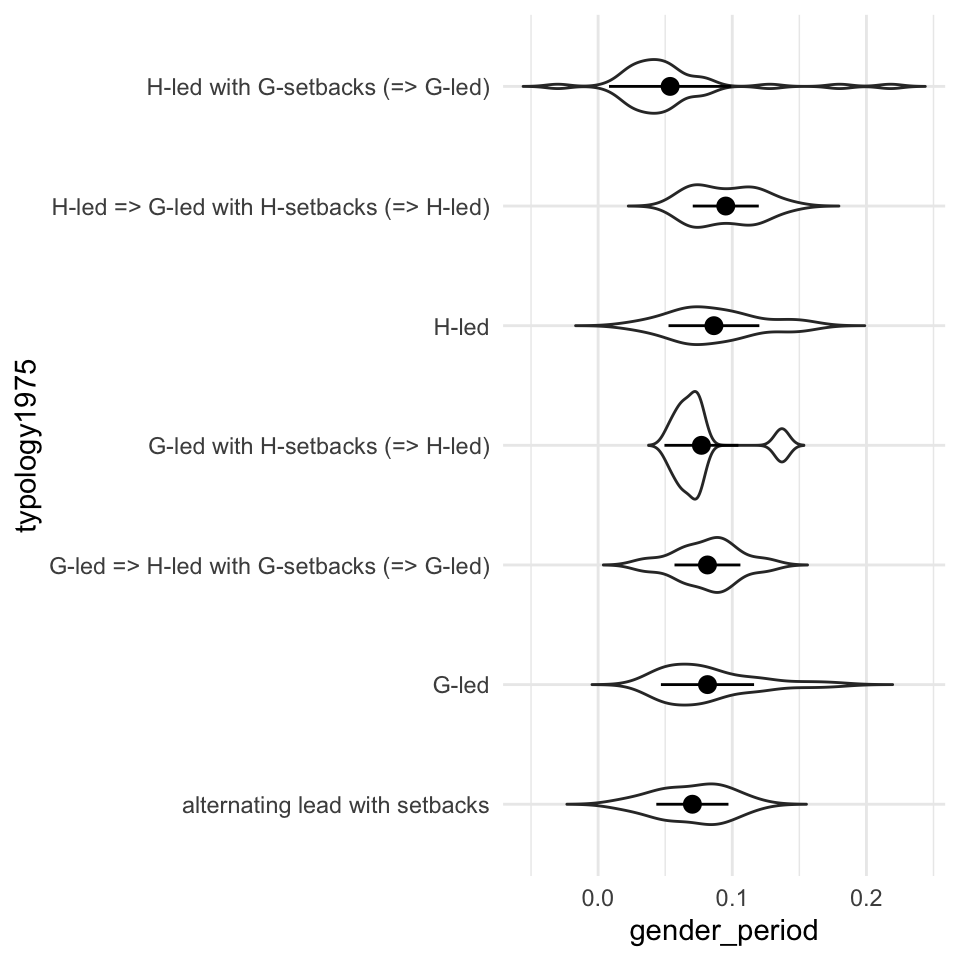 H-led with G-setbacks (=> G-led)
H-led => G-led with H-setbacks (=> H-led)
H-led
G-led with H-setbacks (=> H-led)
G-led => H-led with G-setbacks (=> G-led)
G-led
alternating lead with setbacks
typology1975
0.0 0.1 0.2
gender_period